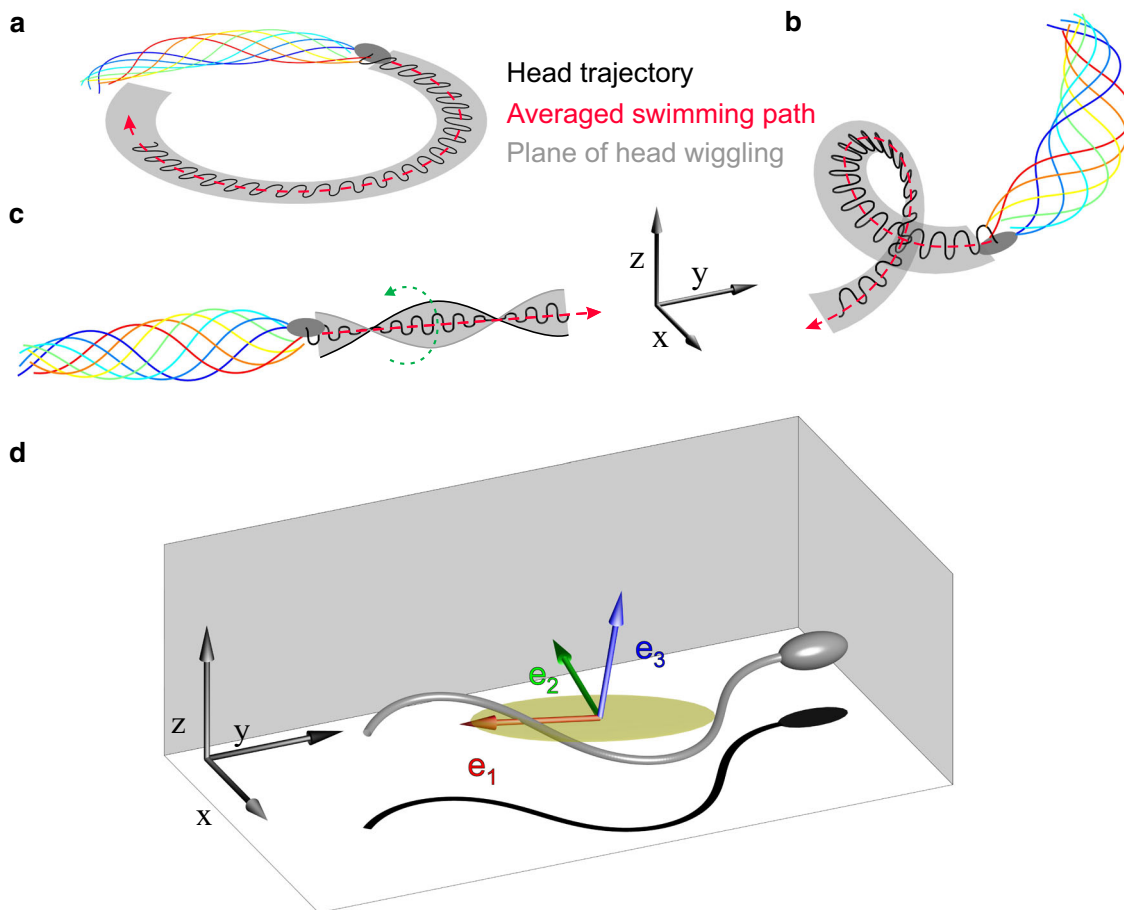 a
b
Head trajectory
Averaged swimming path
Plane of head wiggling
c
z
y
x
d
e3
e2
z
y
e1
x